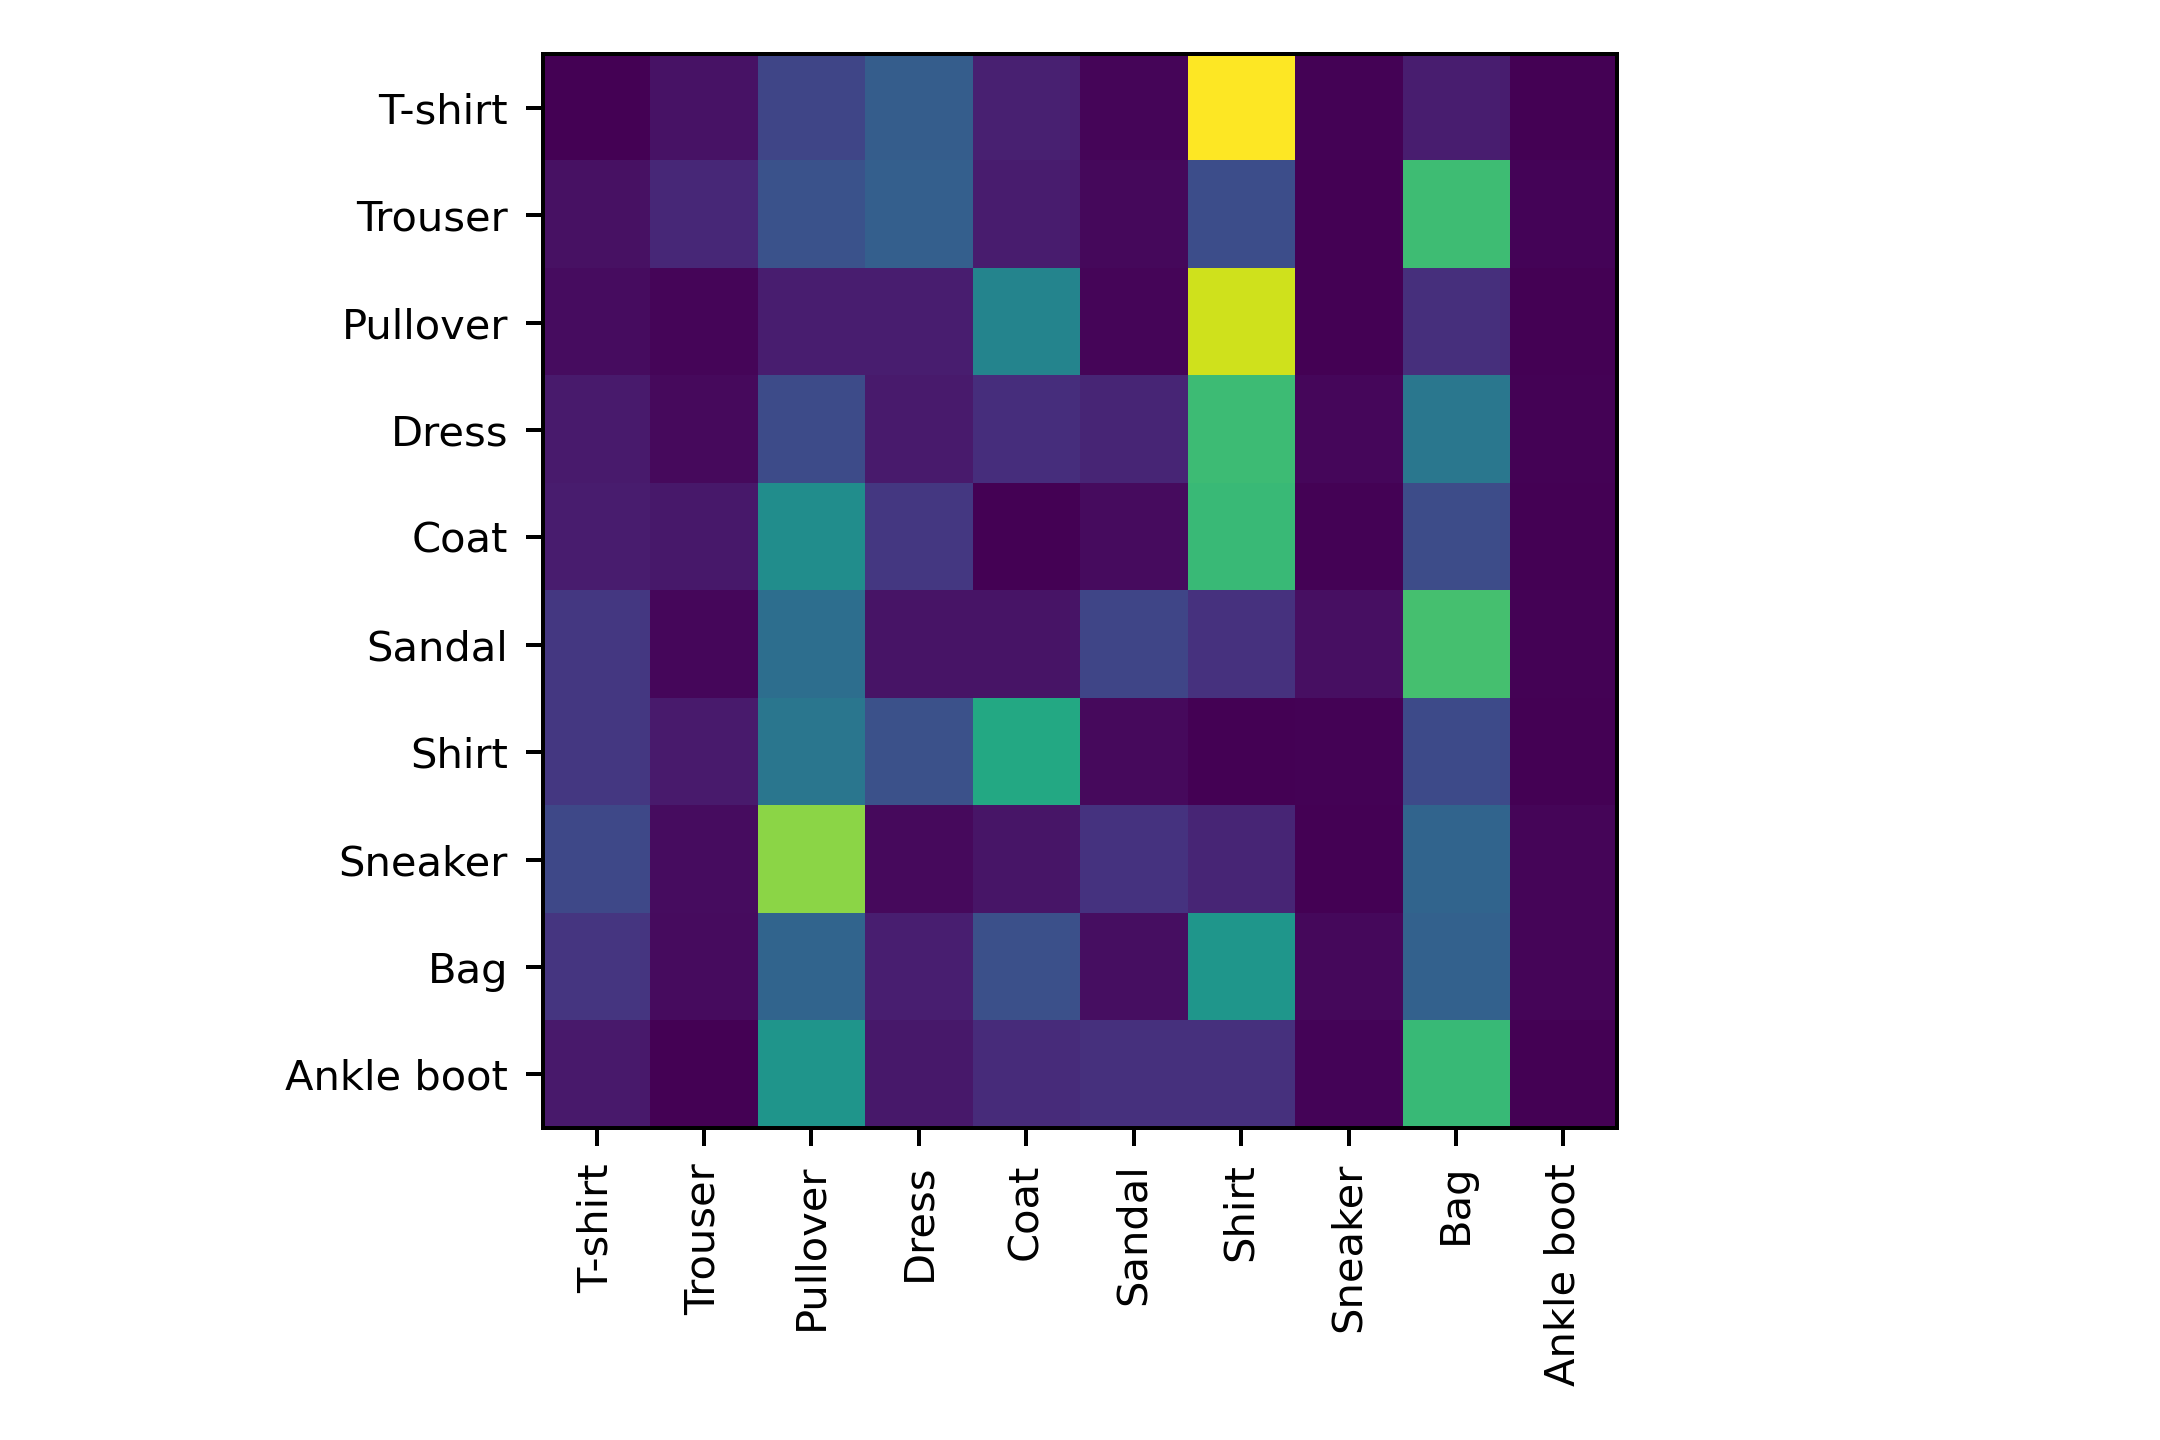 T-shirt
Trouser
Pullover
Dress
Coat
Sandal
Shirt
Sneaker
Bag
Ankle boot
T-shirt
Trouser
Pullover
Dress
Coat
Sandal
Shirt
Sneaker
Bag
Ankle boot